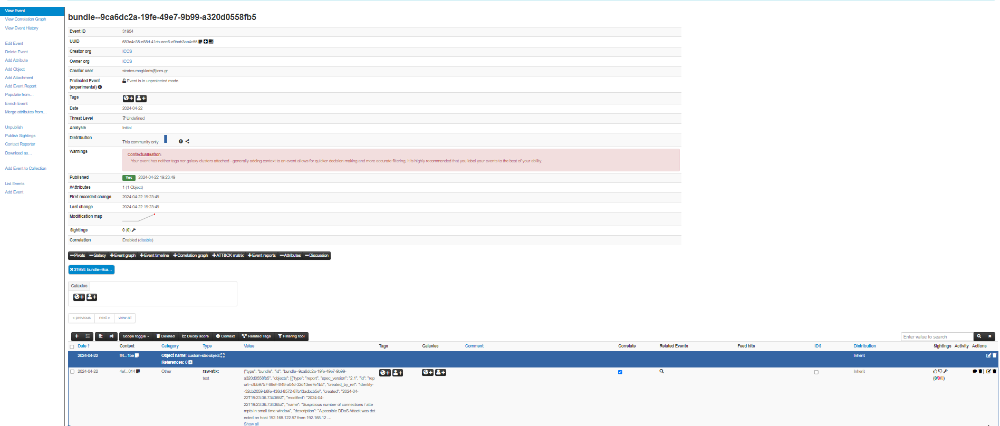 View Event
View Correlation Graph
View Event History
Edit Event
Delete Event
Add Attribute
Add Object
Add Attachment
Add Event Report
Populate from...
Enrich Event
Merge attributes from...
Unpublish
Publish Sightings
Contact Reporter
Download as...
Add Event to Collection
List Events
Add Event
bundle--9ca6dc2a-19fe-49e7-9b99-a320d0558fb5
Event ID 31954
UUID 683a4c35-e88d-41cb-aee6-a9bab3aa4c55
Creator org ICCS
Owner org ICCS
Creator user stratos.magklaris@iccs.gr
Protected Event (experimental) Event is in unprotected mode.
Tags
Date 2024-04-22
Threat Level ? Undefined
Analysis Initial
Distribution This community only
Warnings Contextualisation:
Your event has neither tags nor galaxy clusters attached - generally adding context to an event allows for quicker decision making and more accurate filtering, it is highly recommended that you label your events to the best of your ability.
Published Yes 2024-04-22 19:23:49
#Attributes 1 (1 Object)
First recorded change 2024-04-22 19:23:49
Last change 2024-04-22 19:23:49
Modification map
Sightings 0 (0)
Correlation Enabled (disable)
Pivots Galaxy Event graph Event timeline Correlation graph ATT&CK matrix Event reports Attributes Discussion
31954: bundle--9ca...
Galaxies
« previous next » view all
Scope toggle Deleted Decay score Context Related Tags Filtering tool Enter value to search
Date Context Category Type Value Tags Galaxies Comment Correlate Related Events Feed hits IDS Distribution Sightings Activity Actions
2024-04-22 ff4...1be Object name: custom-stix-object Inherit
References: 0
2024-04-22 4ef...014 Other raw-stix: {"type": "bundle", "id": "bundle--9ca6dc2a-19fe-49e7-9b99- Inherit
text a320d0558fb5", "objects": [{"type": "report", "spec_version": "2.1", "id": "rep (0/0/0)
ort--cfbb9757-88ef-4f48-a04d-32d13ee7e1b5", "created_by_ref": "identity-
-32cb2059-b8fe-438d-8572-87b13adbcb5e", "created": "2024-04-
22T19:23:36.734365Z", "modified": "2024-04-
22T19:23:36.734365Z", "name": "Suspicious number of connections / atte
mpts in small time window", "description": "A possible DDoS Attack was det
ected on host 192.168.122.97 from 192.168.12 ...
Show all